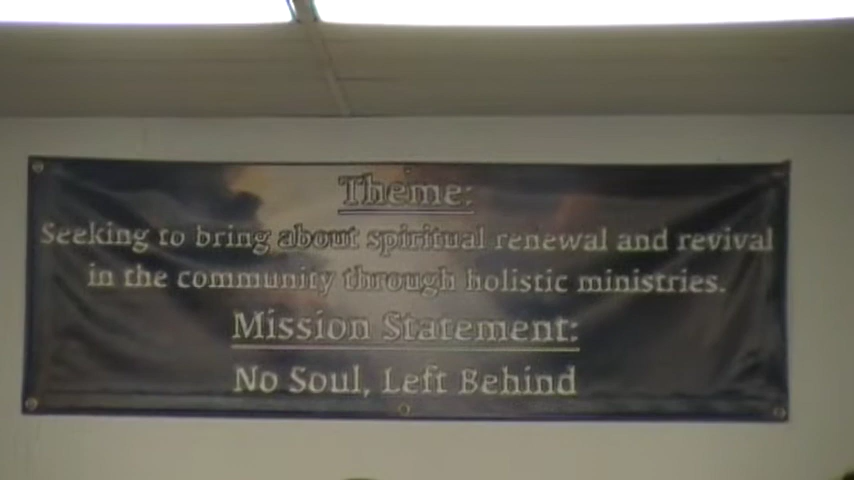 Theme:
Seeking to bring about spiritual renewal and revival
in the community through holistic ministries.
Mission Statement:
No Soul, Left Behind